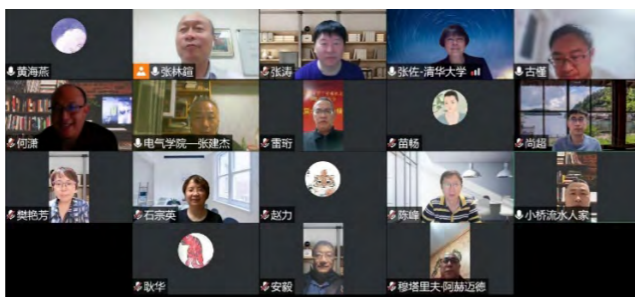 黄海燕
张林䜣
张涛
张佐-清华大学
古槿
何潇
电气学院—张建杰
雷珩
苗畅
尚超
樊艳芳
石宗英
赵力
陈峰
小桥流水人家
耿华
安毅
穆塔里夫·阿赫迈德